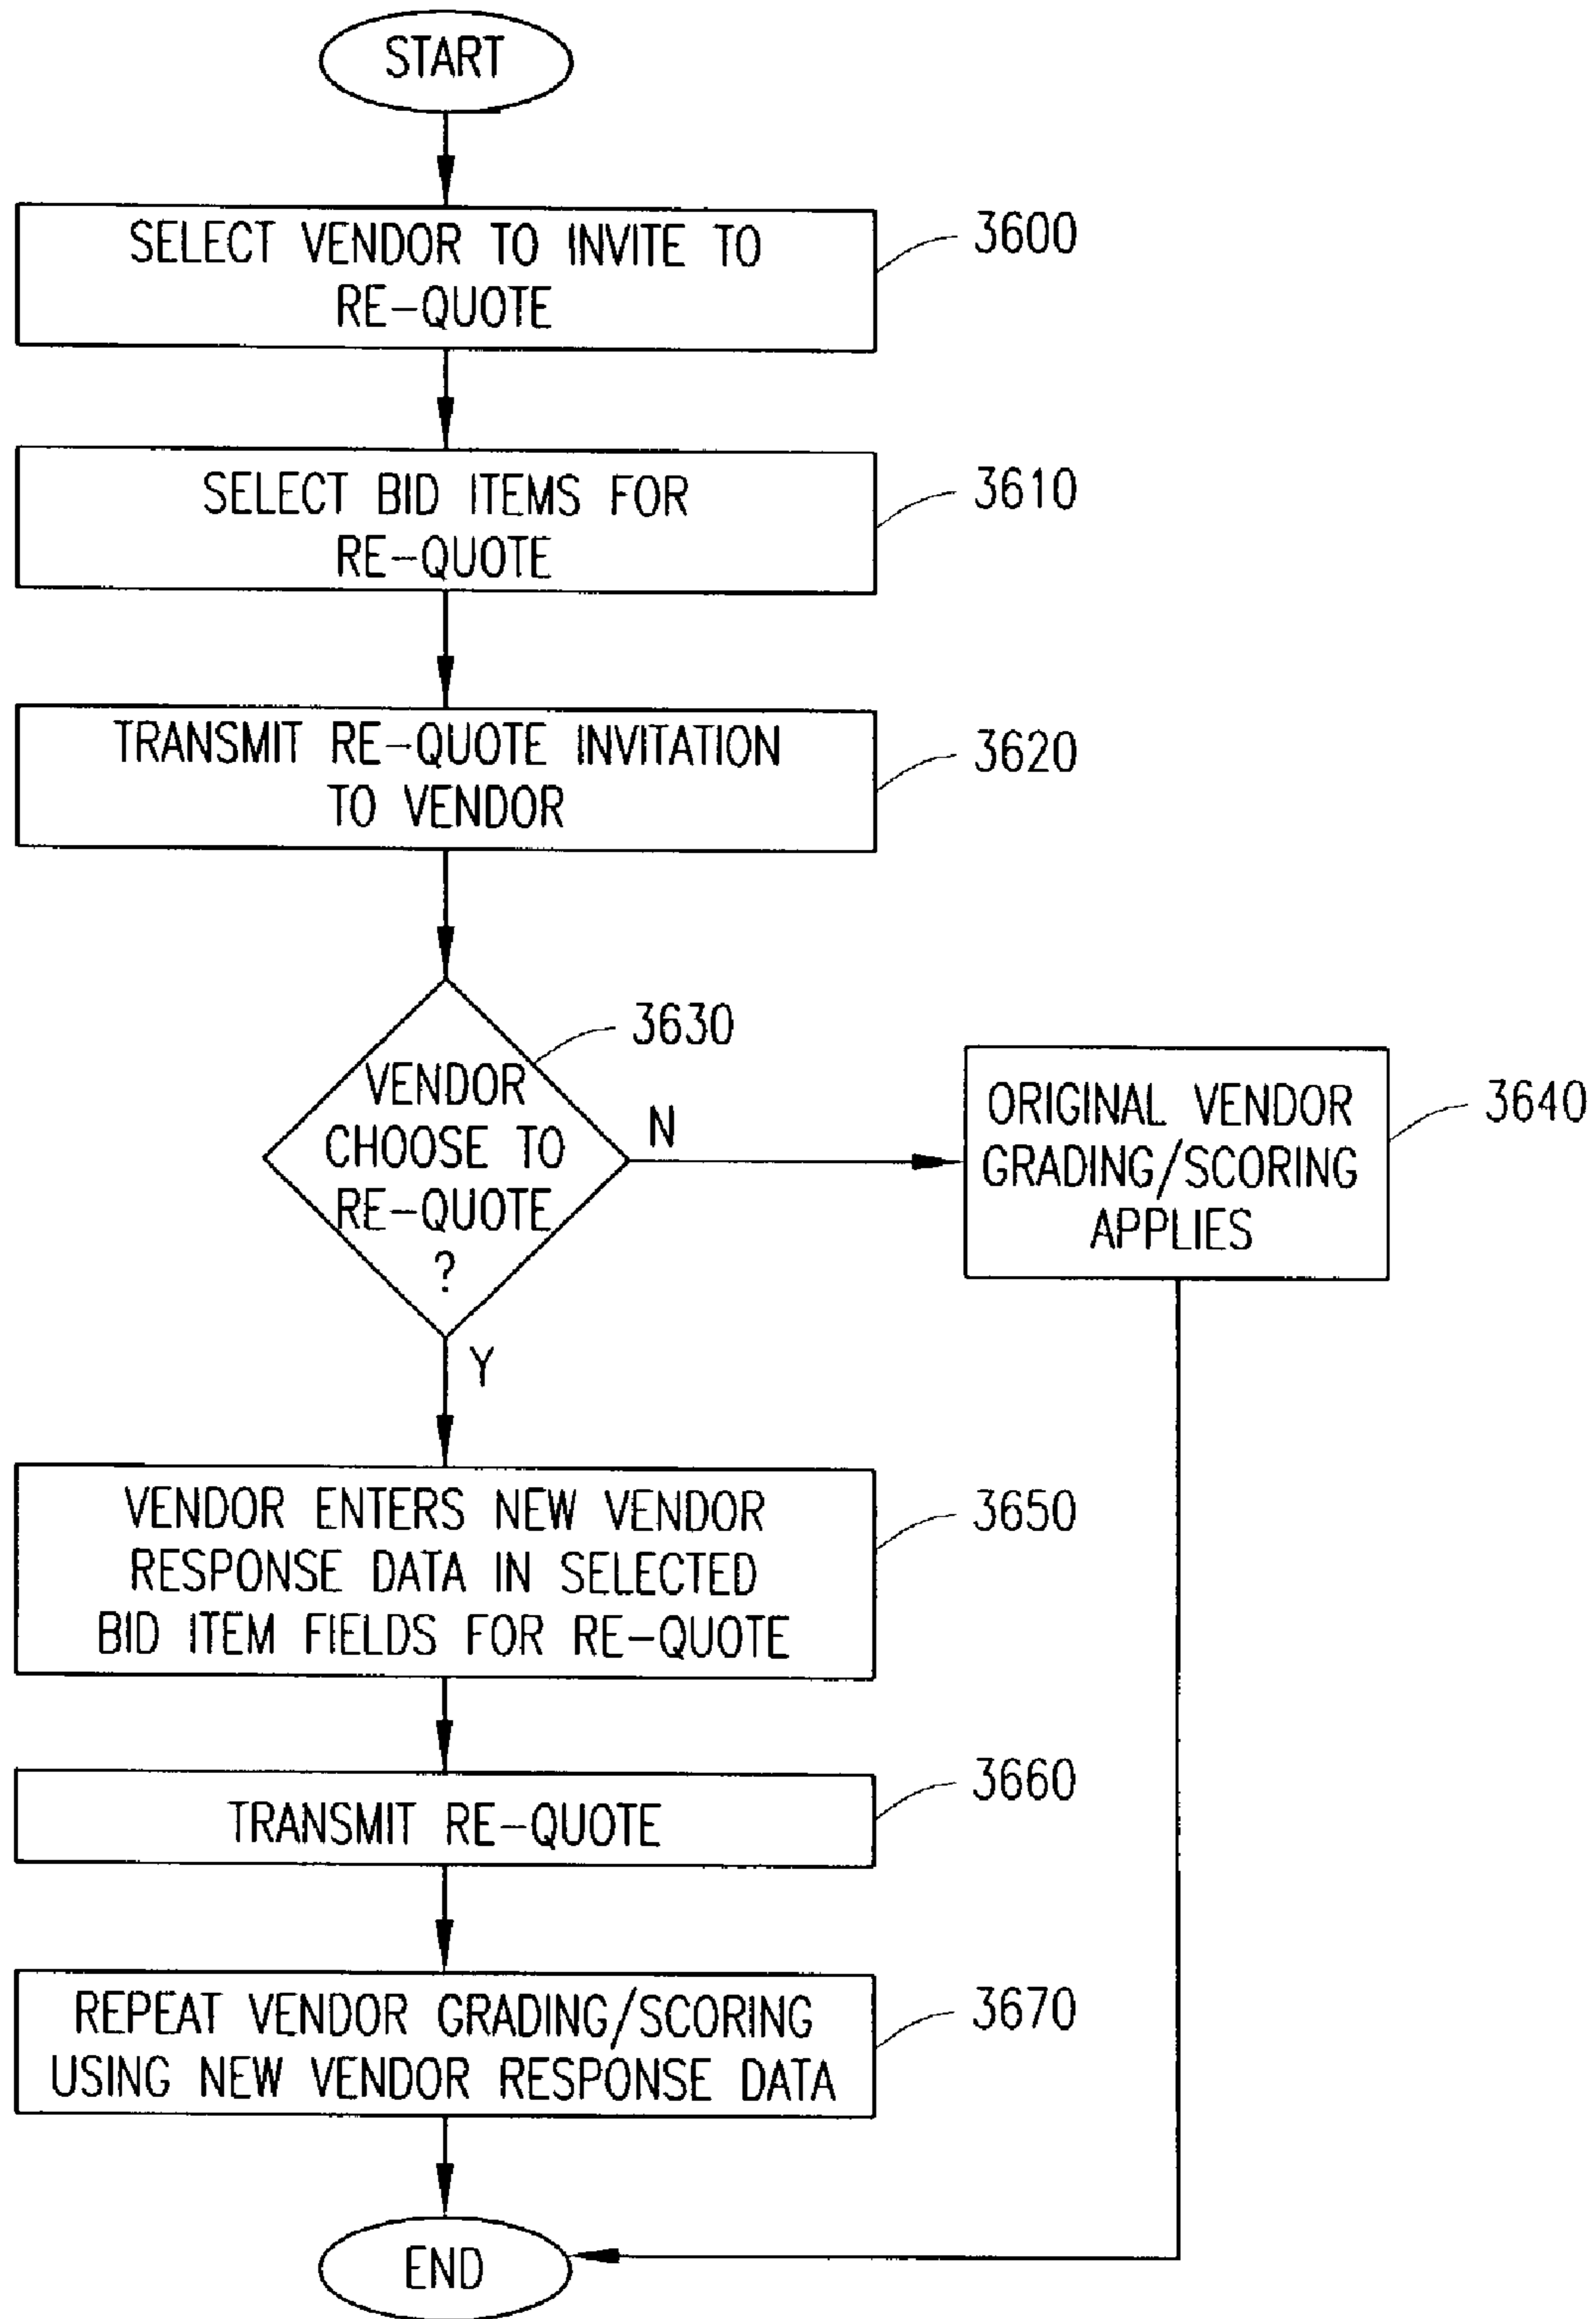 START
SELECT VENDOR TO INVITE TO
RE-QUOTE
3600
SELECT BID ITEMS FOR
RE-QUOTE
3610
TRANSMIT RE-QUOTE INVITATION
TO VENDOR
3620
3630
VENDOR
CHOOSE TO
RE-QUOTE
?
N
Y
ORIGINAL VENDOR
GRADING/SCORING
APPLIES
3640
VENDOR ENTERS NEW VENDOR
RESPONSE DATA IN SELECTED
BID ITEM FIELDS FOR RE-QUOTE
3650
TRANSMIT RE-QUOTE
3660
REPEAT VENDOR GRADING/SCORING
USING NEW VENDOR RESPONSE DATA
3670
END